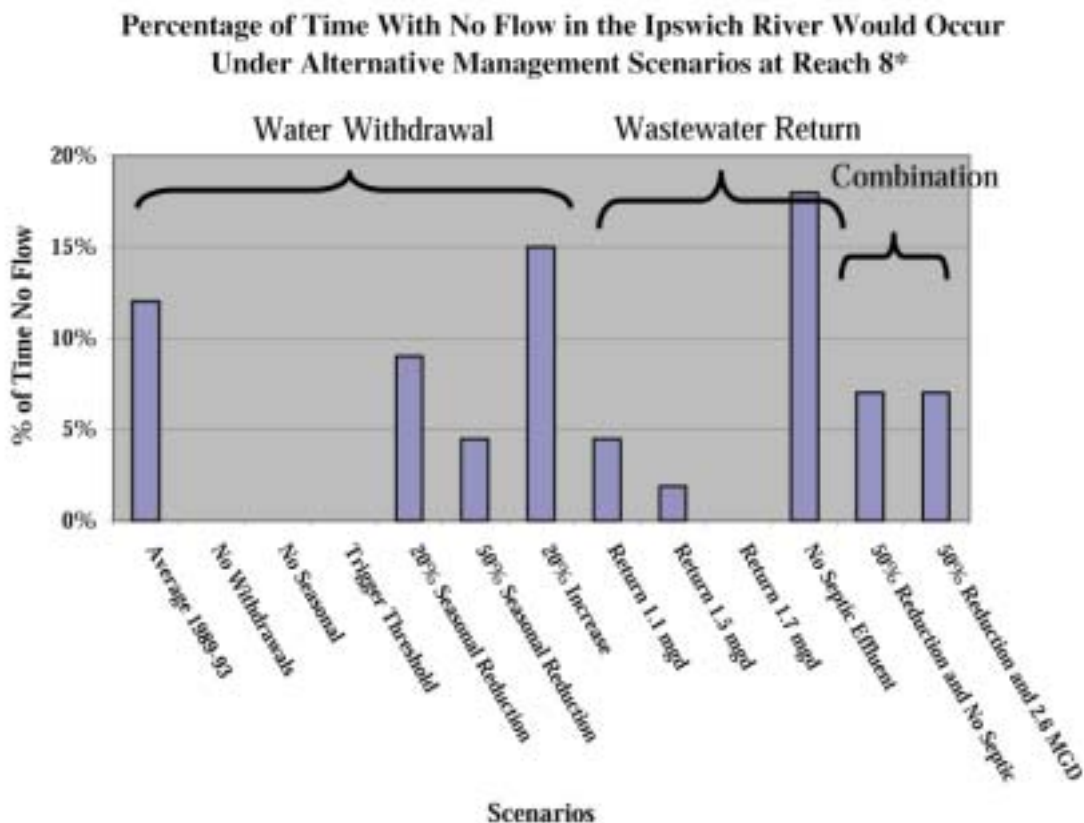 Percentage of Time With No Flow in the Ipswich River Would Occur
Under Alternative Management Scenarios at Reach 8*
Water Withdrawal
Wastewater Return
Combination
% of Time No Flow
20%
15%
10%
5%
0%
Average 1989-93
No Withdrawals
No Seasonal
Trigger Threshold
20% Seasonal Reduction
50% Seasonal Reduction
20% Increase
Return 1.1 mgd
Return 1.5 mgd
Return 1.7 mgd
No Septic Effluent
50% Reduction and No Septic
50% Reduction and 2.6 MGD
Scenarios